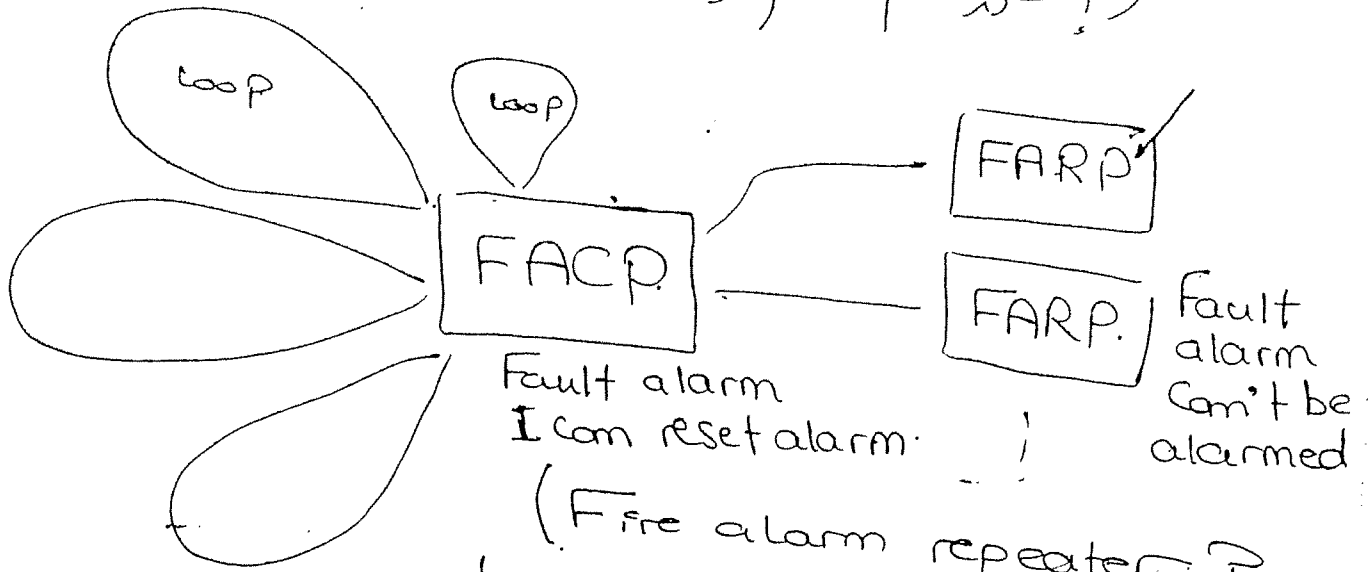 Loop
Loop
FARP
FACP.
FARP.
Fault
alarm
Can't be
alarmed
Fault alarm
I can reset alarm.
(Fire alarm repeater